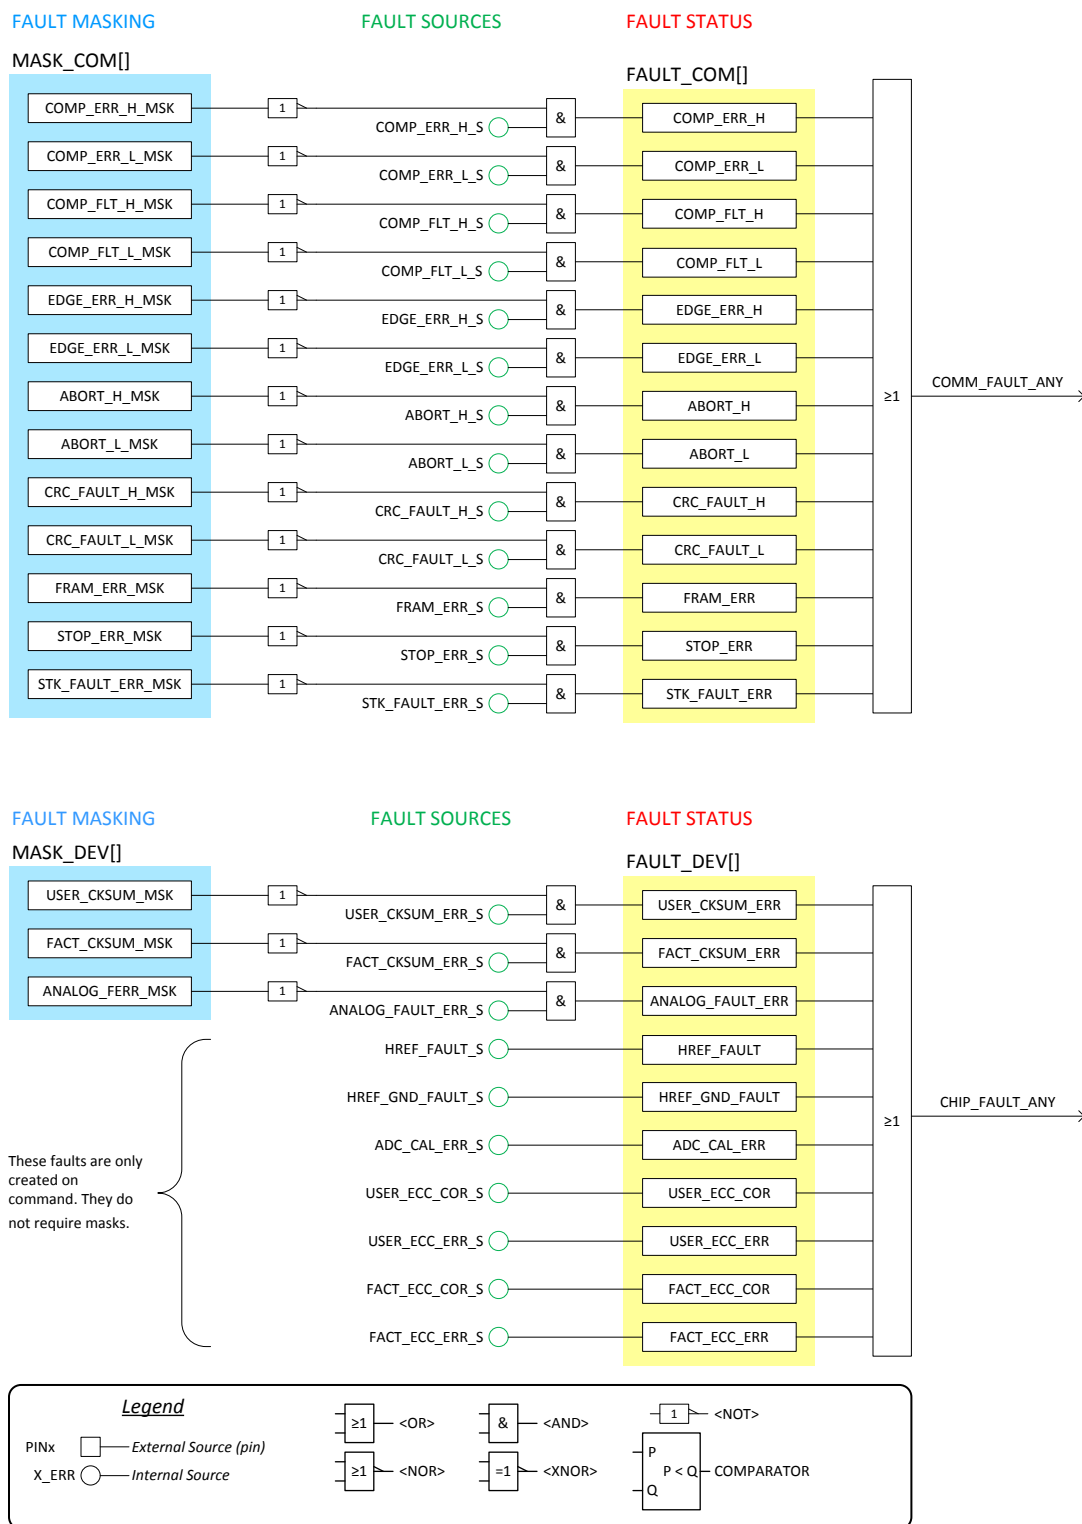 FAULT MASKING FAULT SOURCES FAULT STATUS
MASK_COM[] FAULT_COM[]
COMP_ERR_H_MSK 1 COMP_ERR_H_S & COMP_ERR_H
COMP_ERR_L_MSK 1 COMP_ERR_L_S & COMP_ERR_L
COMP_FLT_H_MSK 1 COMP_FLT_H_S & COMP_FLT_H
COMP_FLT_L_MSK 1 COMP_FLT_L_S & COMP_FLT_L
EDGE_ERR_H_MSK 1 EDGE_ERR_H_S & EDGE_ERR_H
EDGE_ERR_L_MSK 1 EDGE_ERR_L_S & EDGE_ERR_L
ABORT_H_MSK 1 ABORT_H_S & ABORT_H ≥1 COMM_FAULT_ANY
ABORT_L_MSK 1 ABORT_L_S & ABORT_L
CRC_FAULT_H_MSK 1 CRC_FAULT_H_S & CRC_FAULT_H
CRC_FAULT_L_MSK 1 CRC_FAULT_L_S & CRC_FAULT_L
FRAM_ERR_MSK 1 FRAM_ERR_S & FRAM_ERR
STOP_ERR_MSK 1 STOP_ERR_S & STOP_ERR
STK_FAULT_ERR_MSK 1 STK_FAULT_ERR_S & STK_FAULT_ERR
FAULT MASKING FAULT SOURCES FAULT STATUS
MASK_DEV[] FAULT_DEV[]
USER_CKSUM_MSK 1 USER_CKSUM_ERR_S & USER_CKSUM_ERR
FACT_CKSUM_MSK 1 FACT_CKSUM_ERR_S & FACT_CKSUM_ERR
ANALOG_FERR_MSK 1 ANALOG_FAULT_ERR_S & ANALOG_FAULT_ERR
HREF_FAULT_S HREF_FAULT
HREF_GND_FAULT_S HREF_GND_FAULT ≥1 CHIP_FAULT_ANY
ADC_CAL_ERR_S ADC_CAL_ERR
These faults are only
created on
command. They do
not require masks.
USER_ECC_COR_S USER_ECC_COR
USER_ECC_ERR_S USER_ECC_ERR
FACT_ECC_COR_S FACT_ECC_COR
FACT_ECC_ERR_S FACT_ECC_ERR
Legend
PINx External Source (pin)
X_ERR Internal Source
≥1 <OR> & <AND> 1 <NOT>
≥1 <NOR> =1 <XNOR>
P
P < Q COMPARATOR
Q